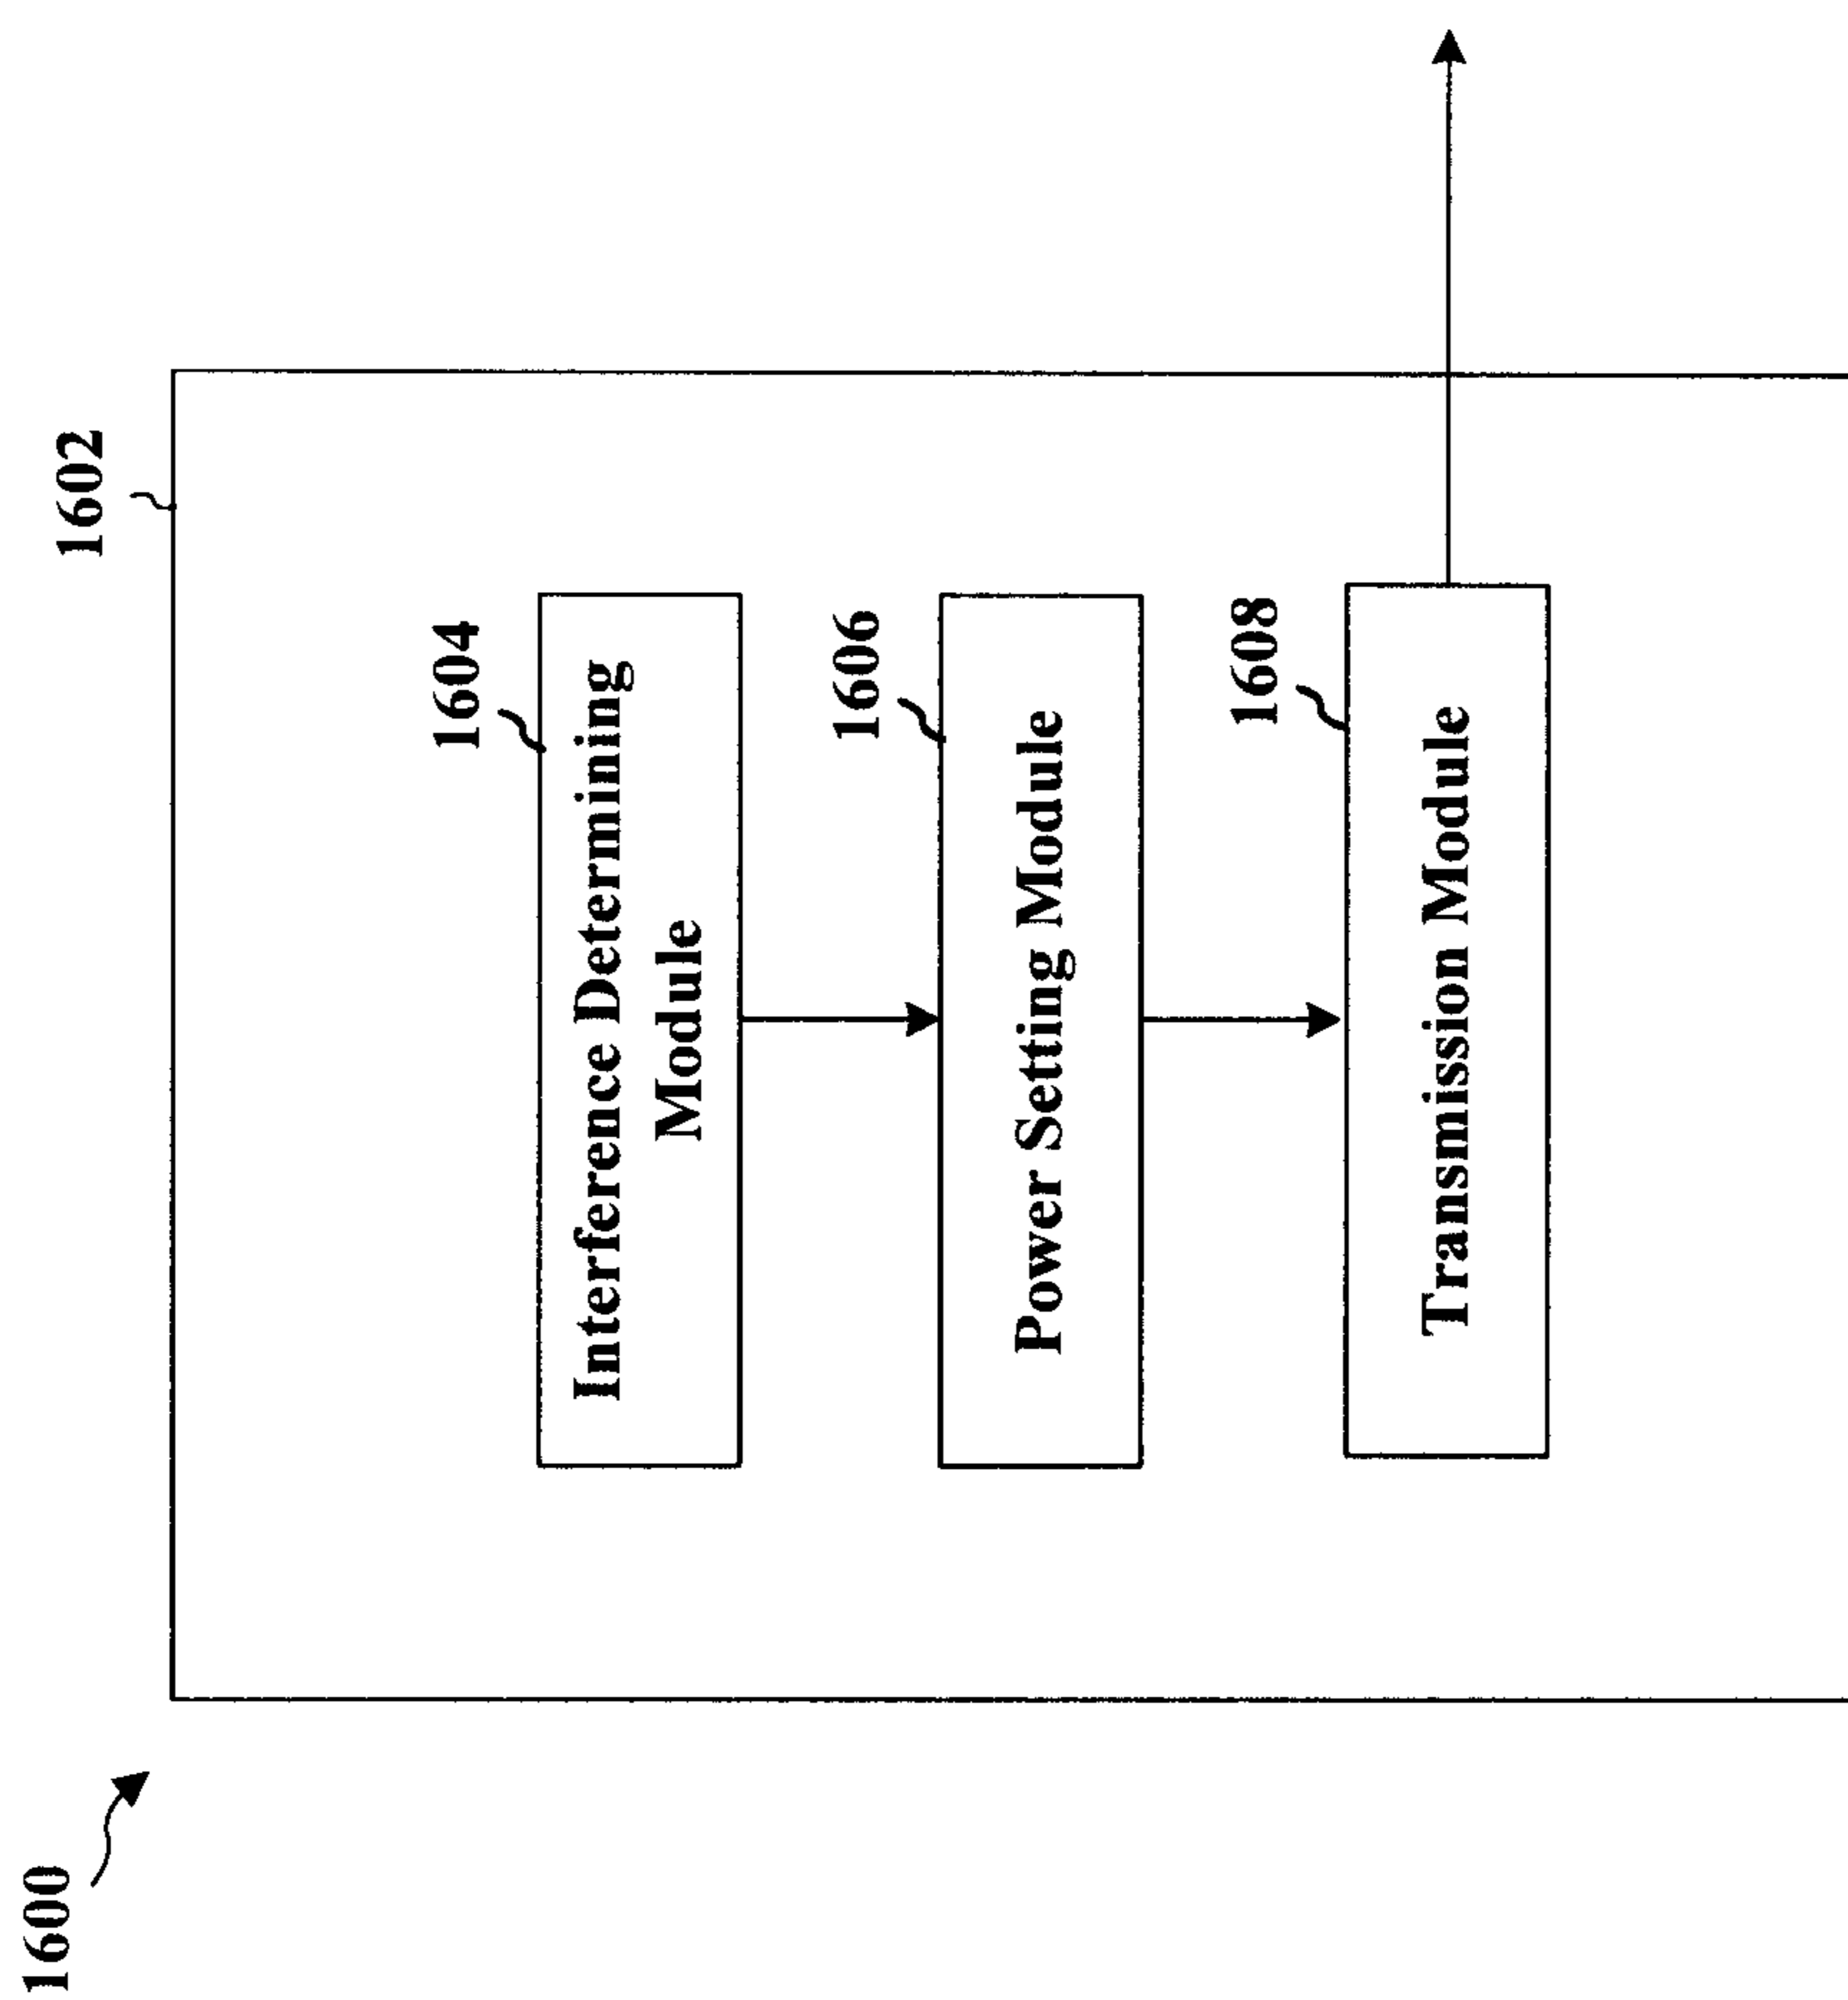 1600
1602
1604
Interference Determining
Module
1606
Power Setting Module
1608
Transmission Module